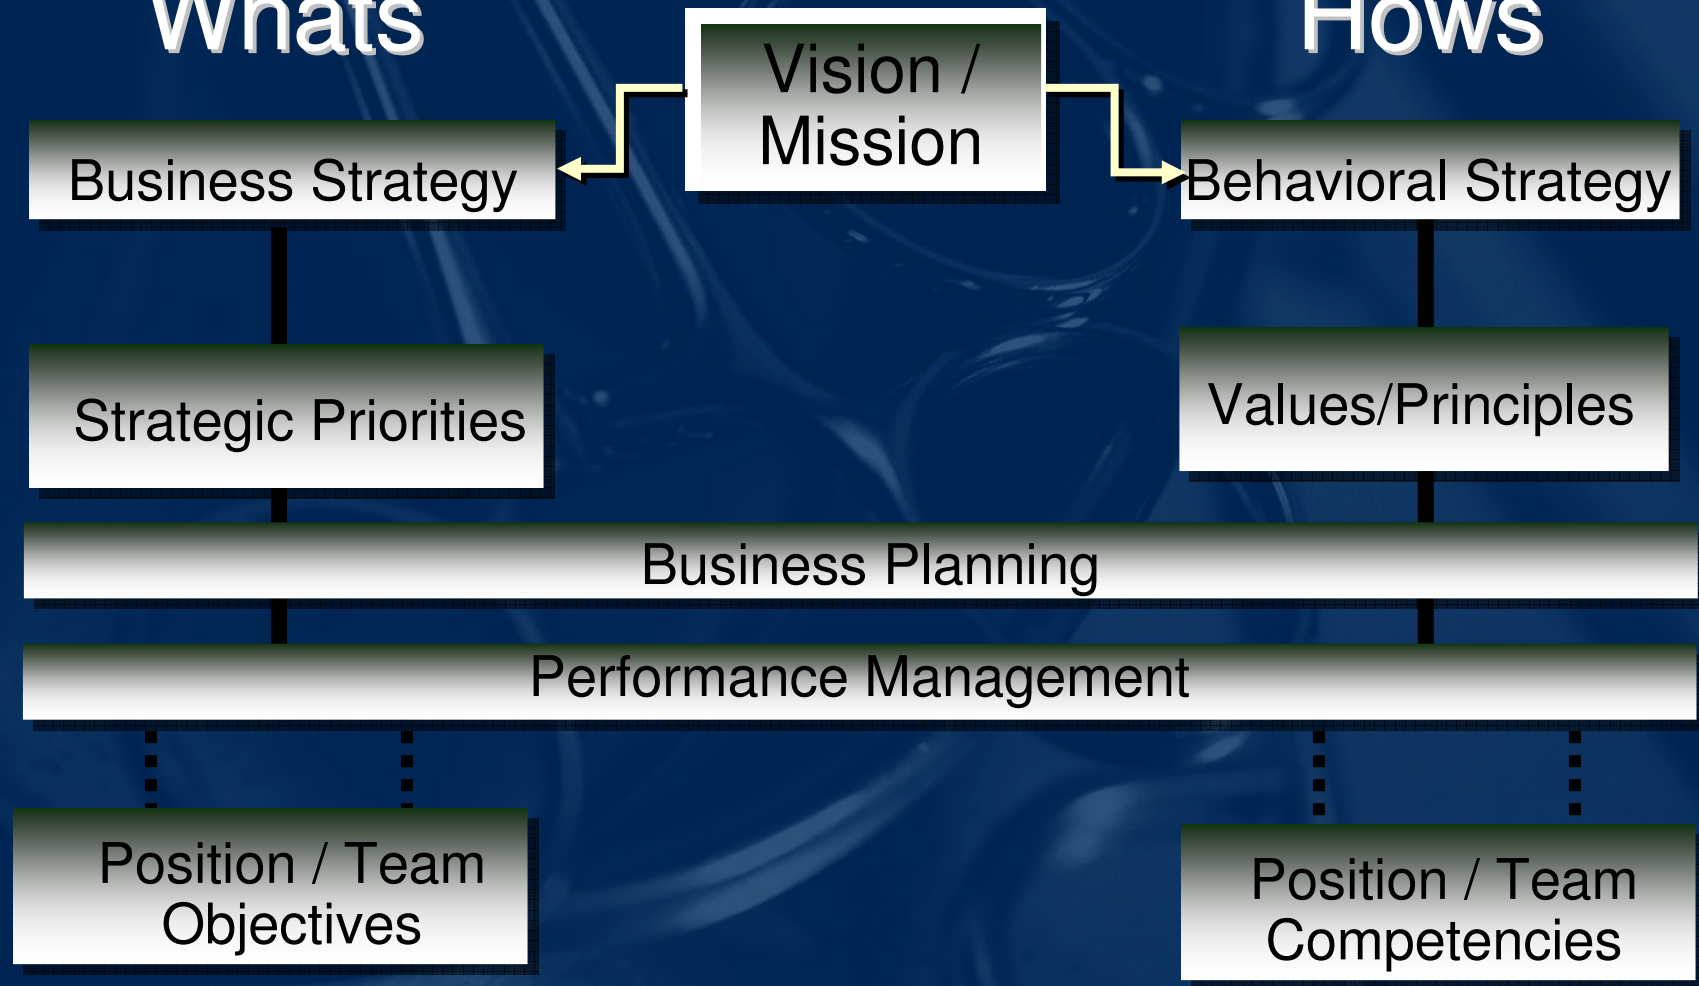 Whats
Hows
Vision /
Mission
Business Strategy
Behavioral Strategy
Strategic Priorities
Values/Principles
Business Planning
Performance Management
Position / Team
Objectives
Position / Team
Competencies